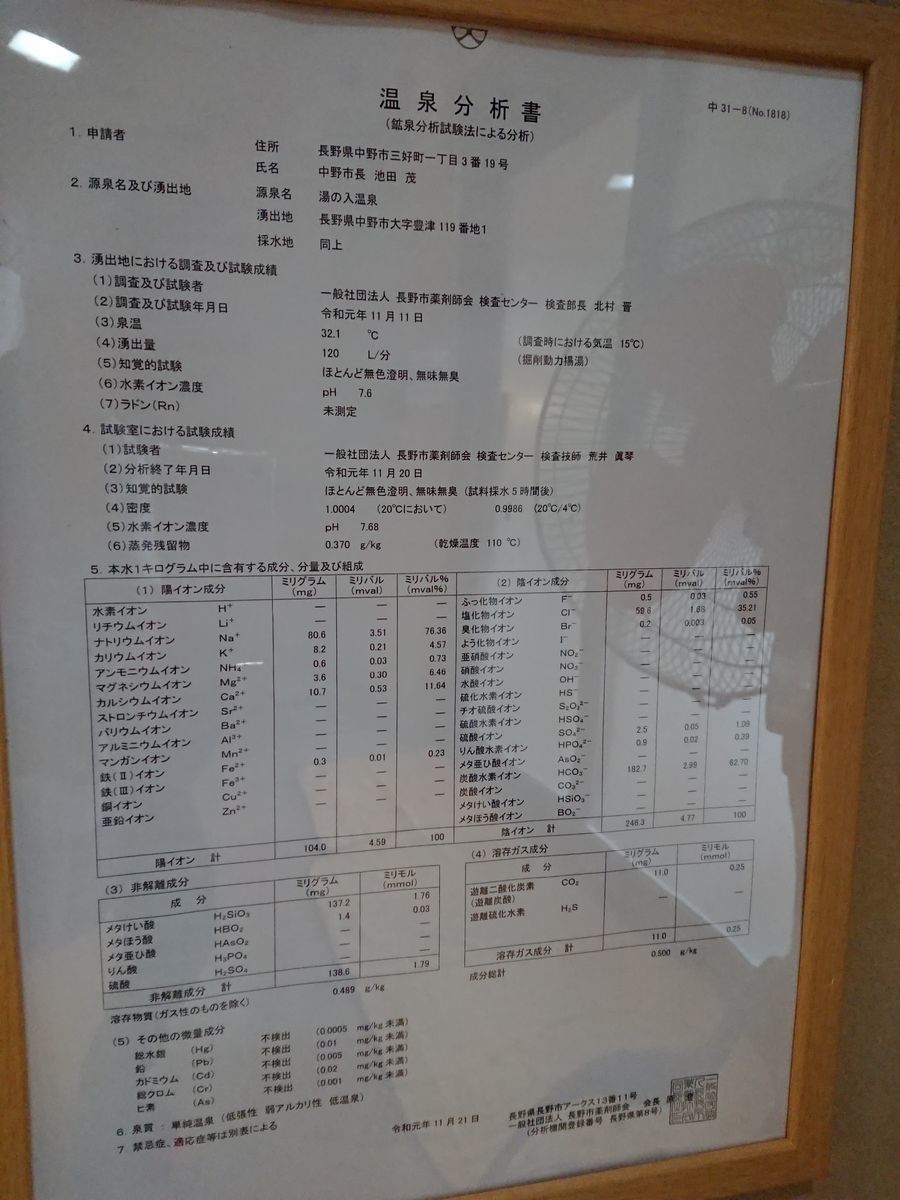 温泉分析書
中31-8(No.1818)
(鉱泉分析試験法による分析)
1. 申請者
住所 長野県中野市三好町一丁目3番19号
氏名 中野市長 池田 茂
2. 源泉名及び湧出地
源泉名 湯の入温泉
湧出地 長野県中野市大字豊津119番地1
採水地 同上
3. 湧出地における調査及び試験成績
(1)調査及び試験者 一般社団法人 長野市薬剤師会 検査センター 検査部長 北村 晋
(2)調査及び試験年月日 令和元年11月11日
(3)泉温 32.1 ℃ (調査時における気温 15℃)
(4)湧出量 120 L/分 (掘削動力揚湯)
(5)知覚的試験 ほとんど無色澄明、無味無臭
(6)水素イオン濃度 pH 7.6
(7)ラドン(Rn) 未測定
4. 試験室における試験成績
(1)試験者 一般社団法人 長野市薬剤師会 検査センター 検査技師 荒井 眞琴
(2)分析終了年月日 令和元年11月20日
(3)知覚的試験 ほとんど無色澄明、無味無臭 (試料採水5時間後)
(4)密度 1.0004 (20℃において) 0.9986 (20℃/4℃)
(5)水素イオン濃度 pH 7.68
(6)蒸発残留物 0.370 g/kg (乾燥温度 110 ℃)
5. 本水1キログラム中に含有する成分、分量及び組成
(1) 陽イオン成分 ミリグラム(mg) ミリバル(mval) ミリバル%(mval%)
水素イオン H⁺ — — —
リチウムイオン Li⁺ — — —
ナトリウムイオン Na⁺ 80.6 3.51 76.36
カリウムイオン K⁺ 8.2 0.21 4.57
アンモニウムイオン NH₄⁺ 0.6 0.03 0.73
マグネシウムイオン Mg²⁺ 3.6 0.30 6.46
カルシウムイオン Ca²⁺ 10.7 0.53 11.64
ストロンチウムイオン Sr²⁺ — — —
バリウムイオン Ba²⁺ — — —
アルミニウムイオン Al³⁺ — — —
マンガンイオン Mn²⁺ — — —
鉄(Ⅱ)イオン Fe²⁺ 0.3 0.01 0.23
鉄(Ⅲ)イオン Fe³⁺ — — —
銅イオン Cu²⁺ — — —
亜鉛イオン Zn²⁺ — — —
陽イオン 計 104.0 4.59 100
(2) 陰イオン成分 ミリグラム(mg) ミリバル(mval) ミリバル%(mval%)
ふっ化物イオン F⁻ 0.5 0.03 0.55
塩化物イオン Cl⁻ 59.6 1.68 35.21
臭化物イオン Br⁻ 0.2 0.003 0.05
よう化物イオン I⁻ — — —
亜硝酸イオン NO₂⁻ — — —
硝酸イオン NO₃⁻ — — —
水酸イオン OH⁻ — — —
硫化水素イオン HS⁻ — — —
チオ硫酸イオン S₂O₃²⁻ — — —
硫酸水素イオン HSO₄⁻ — — —
硫酸イオン SO₄²⁻ 2.5 0.05 1.09
りん酸水素イオン HPO₄²⁻ 0.9 0.02 0.39
メタ亜ひ酸イオン AsO₂⁻ — — —
炭酸水素イオン HCO₃⁻ 182.7 2.99 62.70
炭酸イオン CO₃²⁻ — — —
メタけい酸イオン HSiO₃⁻ — — —
メタほう酸イオン BO₂⁻ — — —
陰イオン 計 246.3 4.77 100
(3) 非解離成分
成 分 ミリグラム(mg) ミリモル(mmol)
メタけい酸 H₂SiO₃ 137.2 1.76
メタほう酸 HBO₂ 1.4 0.03
メタ亜ひ酸 HAsO₂ — —
りん酸 H₃PO₄ — —
硫酸 H₂SO₄ — —
非解離成分 計 138.6 1.79
溶存物質(ガス性のものを除く) 0.489 g/kg
(4) 溶存ガス成分
成 分 ミリグラム(mg) ミリモル(mmol)
遊離二酸化炭素 CO₂ 11.0 0.25
(遊離炭酸)
遊離硫化水素 H₂S — —
溶存ガス成分 計 11.0 0.25
成分総計 0.500 g/kg
(5) その他の微量成分
総水銀 (Hg) 不検出 (0.0005 mg/kg未満)
鉛 (Pb) 不検出 (0.01 mg/kg未満)
カドミウム (Cd) 不検出 (0.005 mg/kg未満)
総クロム (Cr) 不検出 (0.02 mg/kg未満)
ヒ素 (As) 不検出 (0.001 mg/kg未満)
6 泉質 : 単純温泉 (低張性 弱アルカリ性 低温泉)
7 禁忌症、適応症等は別表による
令和元年11月21日
長野県長野市アークス13番11号
一般社団法人 長野市薬剤師会 会長
(分析機関登録番号 長野県第8号)